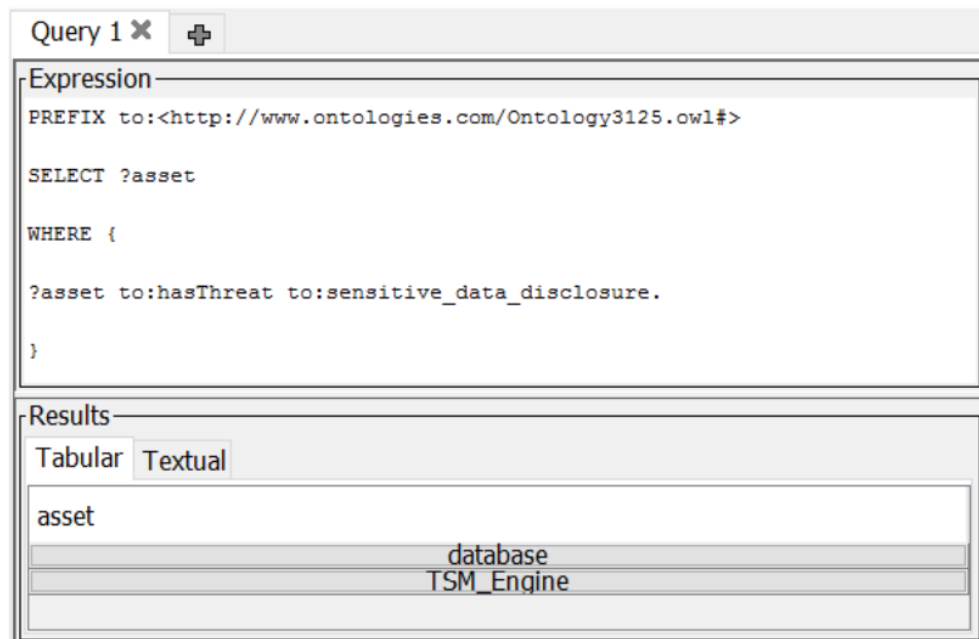 Query 1
Expression
PREFIX to:<http://www.ontologies.com/Ontology3125.owl#>
SELECT ?asset
WHERE {
?asset to:hasThreat to:sensitive_data_disclosure.
}
Results
Tabular Textual
asset
database
TSM_Engine